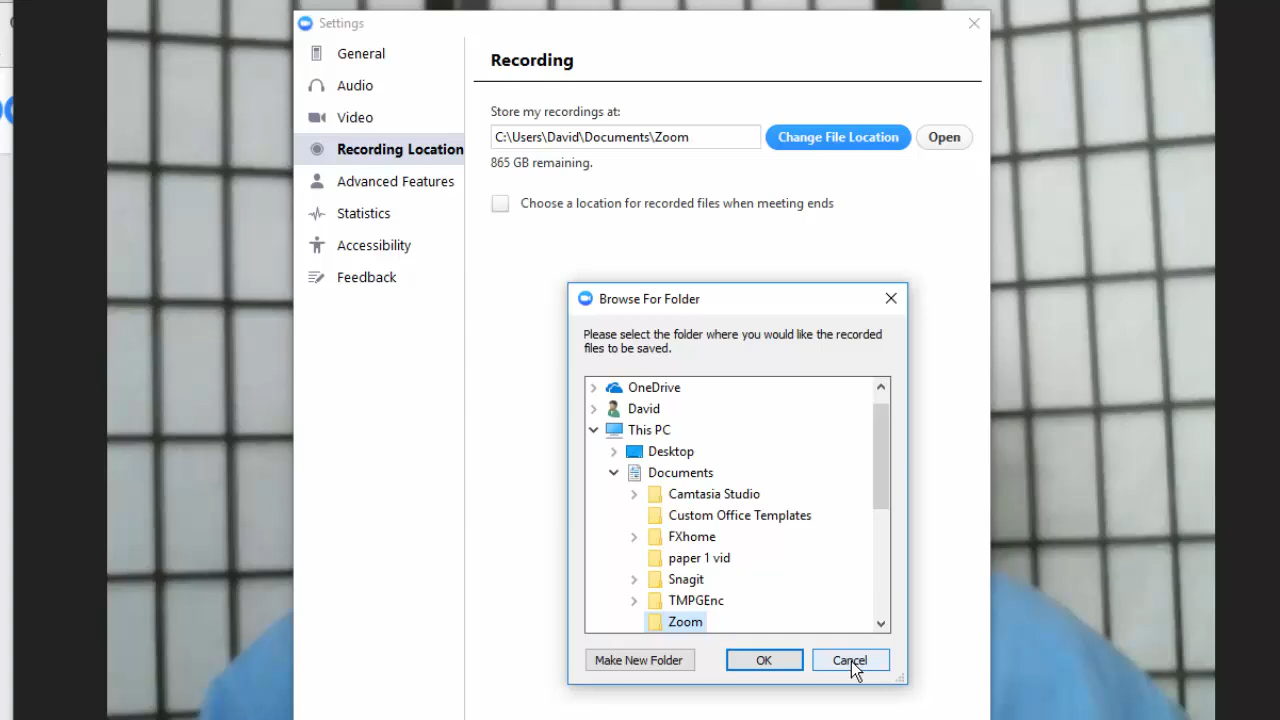 Settings
General
Audio
Video
Recording Location
Advanced Features
Statistics
Accessibility
Feedback
Recording
Store my recordings at:
C:\Users\David\Documents\Zoom
Change File Location
Open
865 GB remaining.
Choose a location for recorded files when meeting ends
Browse For Folder
Please select the folder where you would like the recorded
files to be saved.
OneDrive
David
This PC
Desktop
Documents
Camtasia Studio
Custom Office Templates
FXhome
paper 1 vid
Snagit
TMPGEnc
Zoom
Make New Folder
OK
Cancel